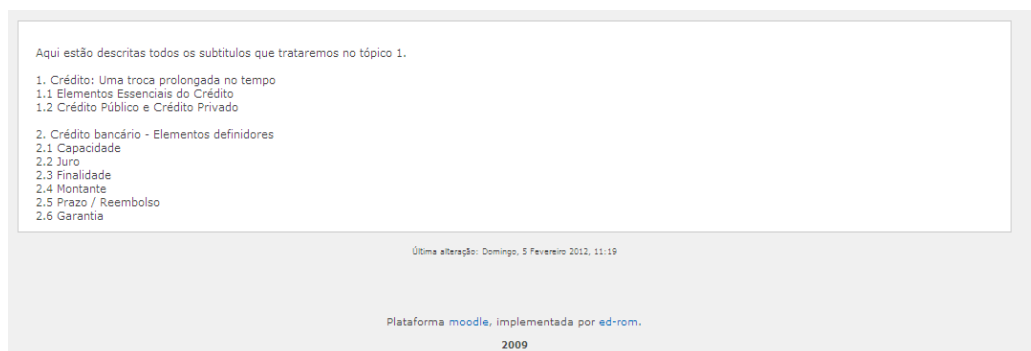 Aqui estão descritas todos os subtitulos que trataremos no tópico 1.
1. Crédito: Uma troca prolongada no tempo
1.1 Elementos Essenciais do Crédito
1.2 Crédito Público e Crédito Privado
2. Crédito bancário - Elementos definidores
2.1 Capacidade
2.2 Juro
2.3 Finalidade
2.4 Montante
2.5 Prazo / Reembolso
2.6 Garantia
Última alteração: Domingo, 5 Fevereiro 2012, 11:19
Plataforma moodle, implementada por ed-rom.
2009